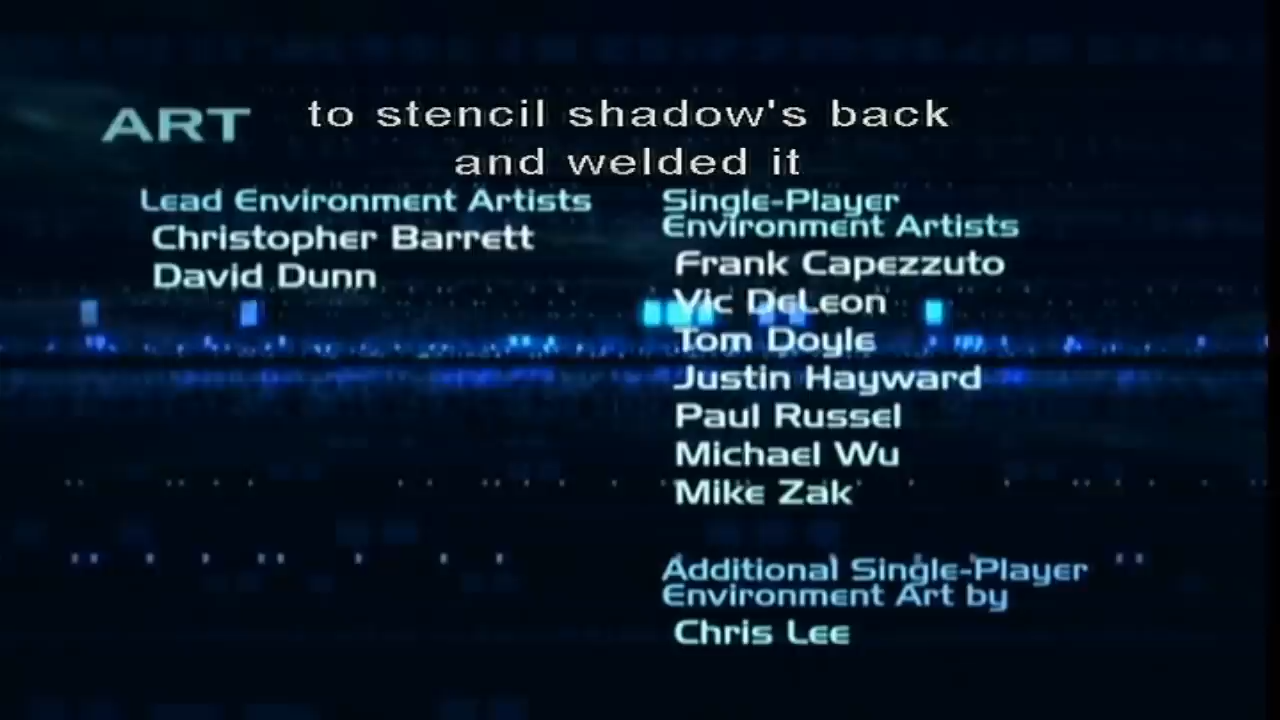 ART
to stencil shadow's back
and welded it
Lead Environment Artists
Christopher Barrett
David Dunn
Single-Player
Environment Artists
Frank Capezzuto
Vic DeLeon
Tom Doyle
Justin Hayward
Paul Russel
Michael Wu
Mike Zak
Additional Single-Player
Environment Art by
Chris Lee